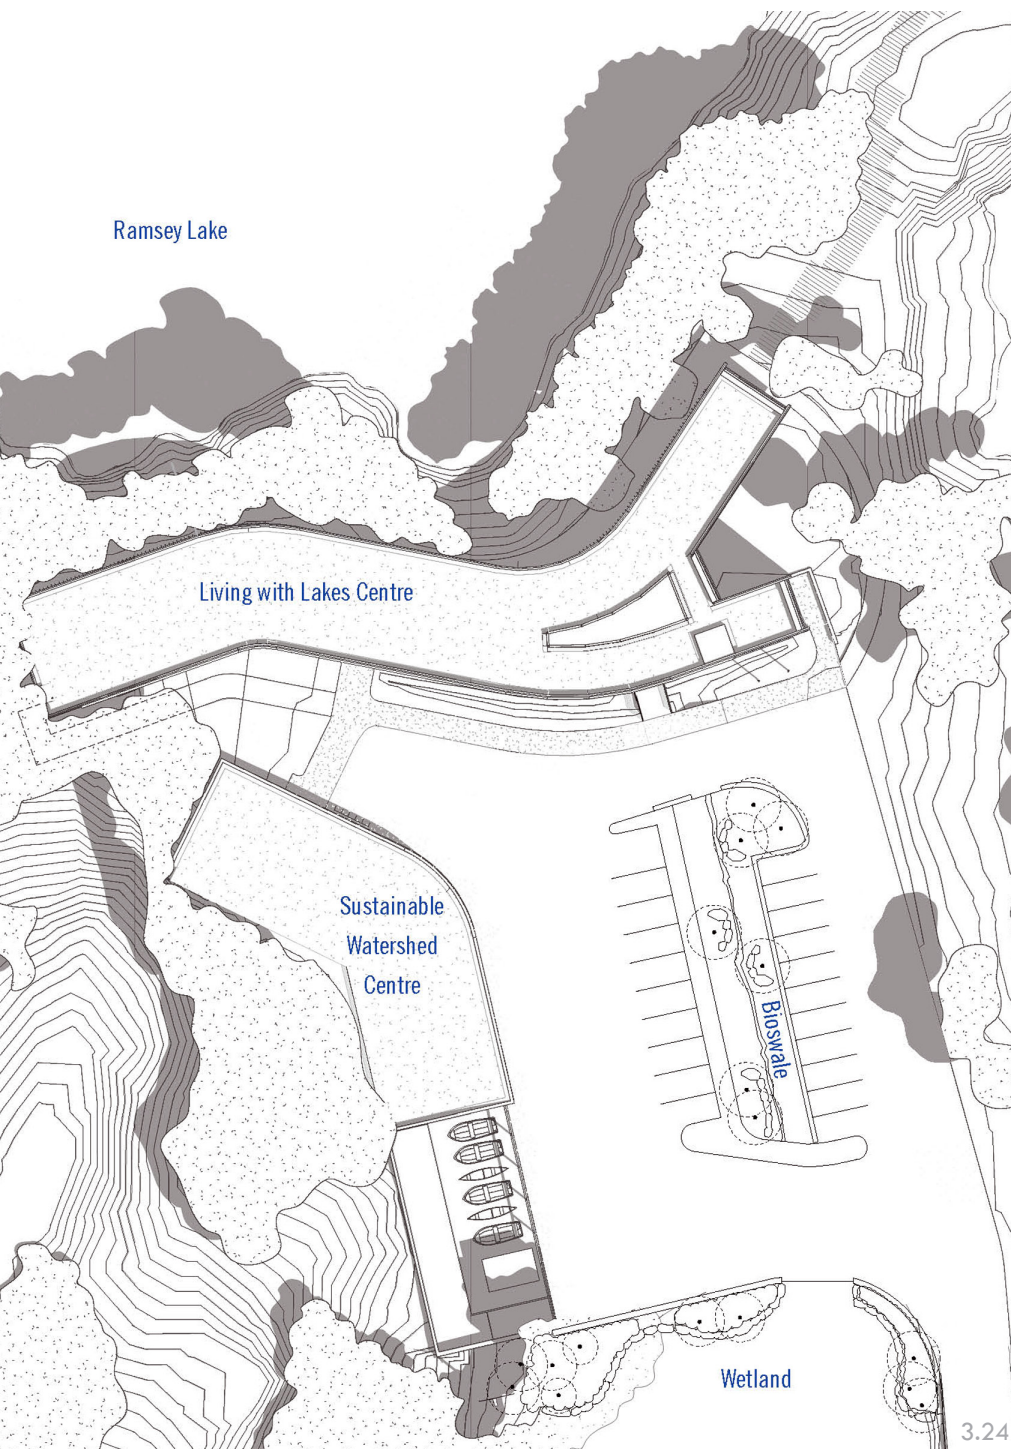 Ramsey Lake
Living with Lakes Centre
Sustainable
Watershed
Centre
Bioswale
Wetland
3.24